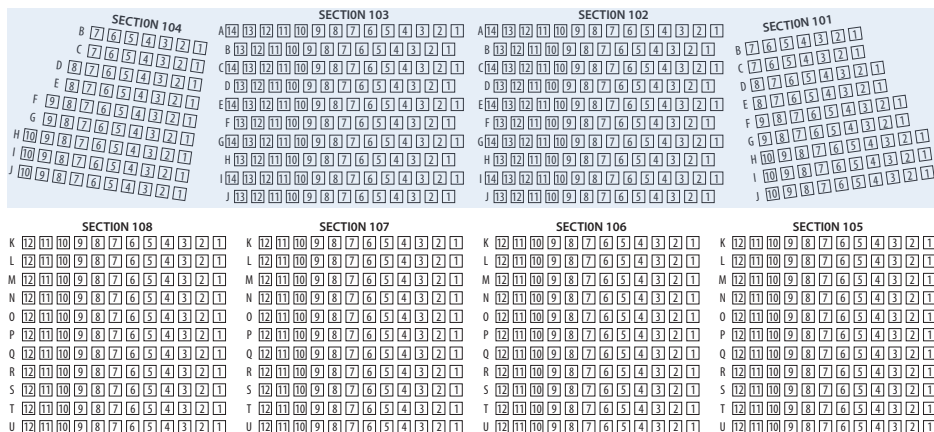 SECTION 104
B 7 6 5 4 3 2 1
C 7 6 5 4 3 2 1
D 8 7 6 5 4 3 2 1
E 8 7 6 5 4 3 2 1
F 9 8 7 6 5 4 3 2 1
G 9 8 7 6 5 4 3 2 1
H 10 9 8 7 6 5 4 3 2 1
I 10 9 8 7 6 5 4 3 2 1
J 10 9 8 7 6 5 4 3 2 1
SECTION 103
A 14 13 12 11 10 9 8 7 6 5 4 3 2 1
B 13 12 11 10 9 8 7 6 5 4 3 2 1
C 14 13 12 11 10 9 8 7 6 5 4 3 2 1
D 13 12 11 10 9 8 7 6 5 4 3 2 1
E 14 13 12 11 10 9 8 7 6 5 4 3 2 1
F 13 12 11 10 9 8 7 6 5 4 3 2 1
G 14 13 12 11 10 9 8 7 6 5 4 3 2 1
H 13 12 11 10 9 8 7 6 5 4 3 2 1
I 14 13 12 11 10 9 8 7 6 5 4 3 2 1
J 13 12 11 10 9 8 7 6 5 4 3 2 1
SECTION 102
A 14 13 12 11 10 9 8 7 6 5 4 3 2 1
B 13 12 11 10 9 8 7 6 5 4 3 2 1
C 14 13 12 11 10 9 8 7 6 5 4 3 2 1
D 13 12 11 10 9 8 7 6 5 4 3 2 1
E 14 13 12 11 10 9 8 7 6 5 4 3 2 1
F 13 12 11 10 9 8 7 6 5 4 3 2 1
G 14 13 12 11 10 9 8 7 6 5 4 3 2 1
H 13 12 11 10 9 8 7 6 5 4 3 2 1
I 14 13 12 11 10 9 8 7 6 5 4 3 2 1
J 13 12 11 10 9 8 7 6 5 4 3 2 1
SECTION 101
B 7 6 5 4 3 2 1
C 7 6 5 4 3 2 1
D 8 7 6 5 4 3 2 1
E 8 7 6 5 4 3 2 1
F 9 8 7 6 5 4 3 2 1
G 9 8 7 6 5 4 3 2 1
H 10 9 8 7 6 5 4 3 2 1
I 10 9 8 7 6 5 4 3 2 1
J 10 9 8 7 6 5 4 3 2 1
SECTION 108
K 12 11 10 9 8 7 6 5 4 3 2 1
L 12 11 10 9 8 7 6 5 4 3 2 1
M 12 11 10 9 8 7 6 5 4 3 2 1
N 12 11 10 9 8 7 6 5 4 3 2 1
O 12 11 10 9 8 7 6 5 4 3 2 1
P 12 11 10 9 8 7 6 5 4 3 2 1
Q 12 11 10 9 8 7 6 5 4 3 2 1
R 12 11 10 9 8 7 6 5 4 3 2 1
S 12 11 10 9 8 7 6 5 4 3 2 1
T 12 11 10 9 8 7 6 5 4 3 2 1
U 12 11 10 9 8 7 6 5 4 3 2 1
SECTION 107
K 12 11 10 9 8 7 6 5 4 3 2 1
L 12 11 10 9 8 7 6 5 4 3 2 1
M 12 11 10 9 8 7 6 5 4 3 2 1
N 12 11 10 9 8 7 6 5 4 3 2 1
O 12 11 10 9 8 7 6 5 4 3 2 1
P 12 11 10 9 8 7 6 5 4 3 2 1
Q 12 11 10 9 8 7 6 5 4 3 2 1
R 12 11 10 9 8 7 6 5 4 3 2 1
S 12 11 10 9 8 7 6 5 4 3 2 1
T 12 11 10 9 8 7 6 5 4 3 2 1
U 12 11 10 9 8 7 6 5 4 3 2 1
SECTION 106
K 12 11 10 9 8 7 6 5 4 3 2 1
L 12 11 10 9 8 7 6 5 4 3 2 1
M 12 11 10 9 8 7 6 5 4 3 2 1
N 12 11 10 9 8 7 6 5 4 3 2 1
O 12 11 10 9 8 7 6 5 4 3 2 1
P 12 11 10 9 8 7 6 5 4 3 2 1
Q 12 11 10 9 8 7 6 5 4 3 2 1
R 12 11 10 9 8 7 6 5 4 3 2 1
S 12 11 10 9 8 7 6 5 4 3 2 1
T 12 11 10 9 8 7 6 5 4 3 2 1
U 12 11 10 9 8 7 6 5 4 3 2 1
SECTION 105
K 12 11 10 9 8 7 6 5 4 3 2 1
L 12 11 10 9 8 7 6 5 4 3 2 1
M 12 11 10 9 8 7 6 5 4 3 2 1
N 12 11 10 9 8 7 6 5 4 3 2 1
O 12 11 10 9 8 7 6 5 4 3 2 1
P 12 11 10 9 8 7 6 5 4 3 2 1
Q 12 11 10 9 8 7 6 5 4 3 2 1
R 12 11 10 9 8 7 6 5 4 3 2 1
S 12 11 10 9 8 7 6 5 4 3 2 1
T 12 11 10 9 8 7 6 5 4 3 2 1
U 12 11 10 9 8 7 6 5 4 3 2 1